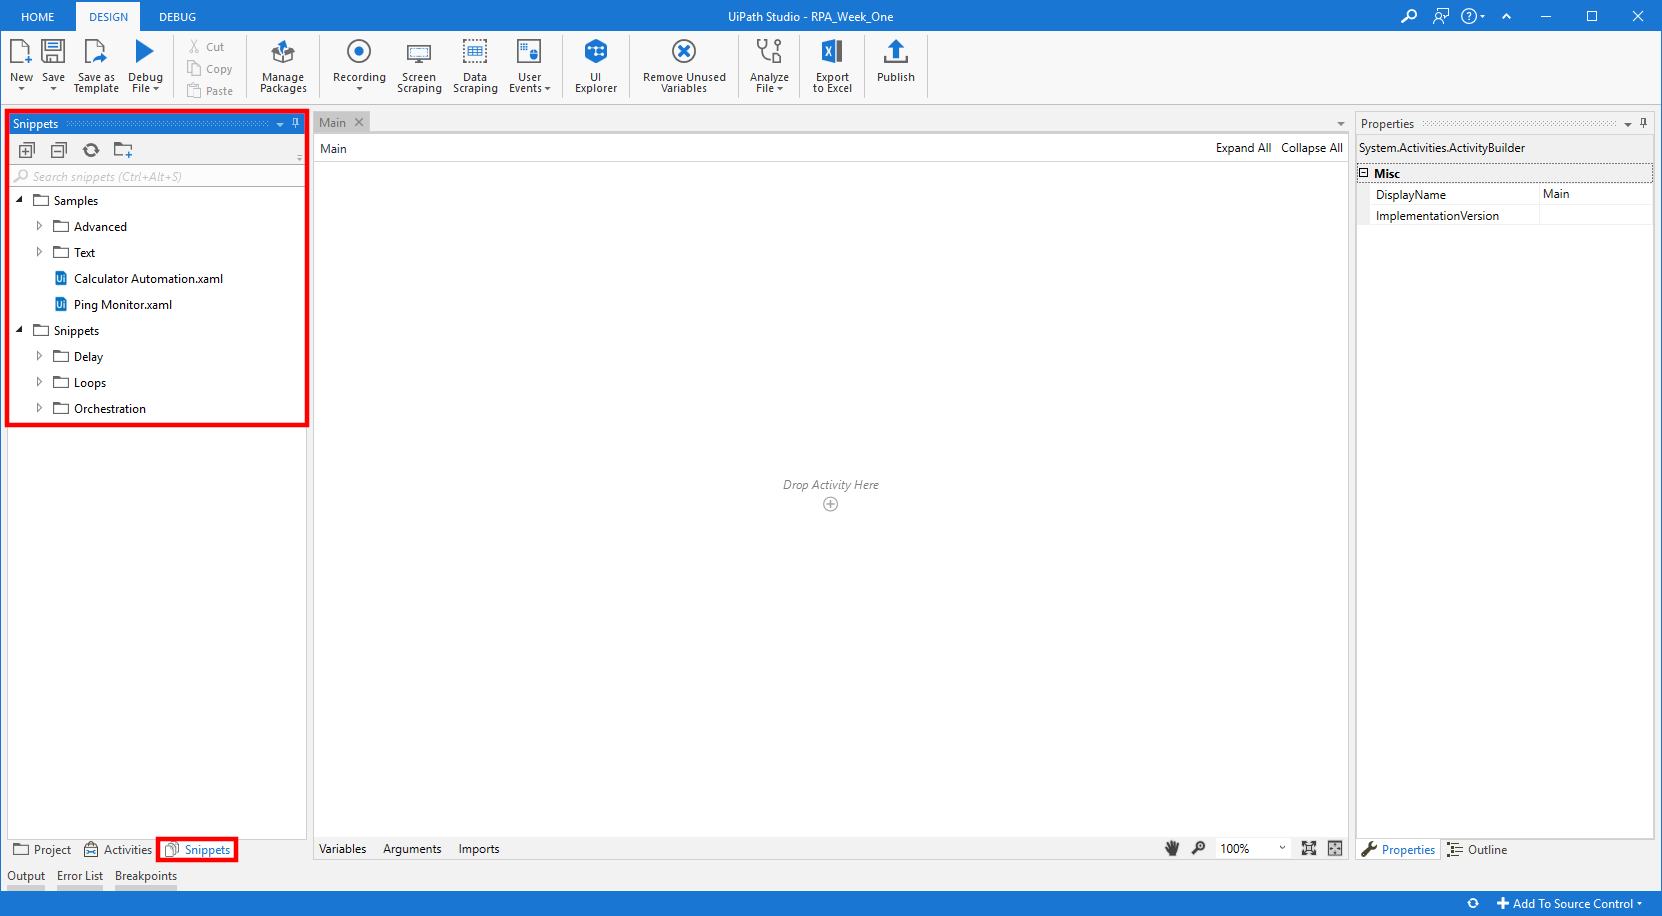 HOME DESIGN DEBUG UiPath Studio - RPA_Week_One
New Save Save as Template Debug File
Cut
Copy
Paste
Manage Packages
Recording Screen Scraping Data Scraping User Events
UI Explorer
Remove Unused Variables
Analyze File
Export to Excel
Publish
Snippets
Search snippets (Ctrl+Alt+S)
Samples
Advanced
Text
Calculator Automation.xaml
Ping Monitor.xaml
Snippets
Delay
Loops
Orchestration
Main
Main Expand All Collapse All
Drop Activity Here
Properties
System.Activities.ActivityBuilder
Misc
DisplayName Main
ImplementationVersion
Project Activities Snippets
Variables Arguments Imports 100%
Properties Outline
Output Error List Breakpoints
Add To Source Control